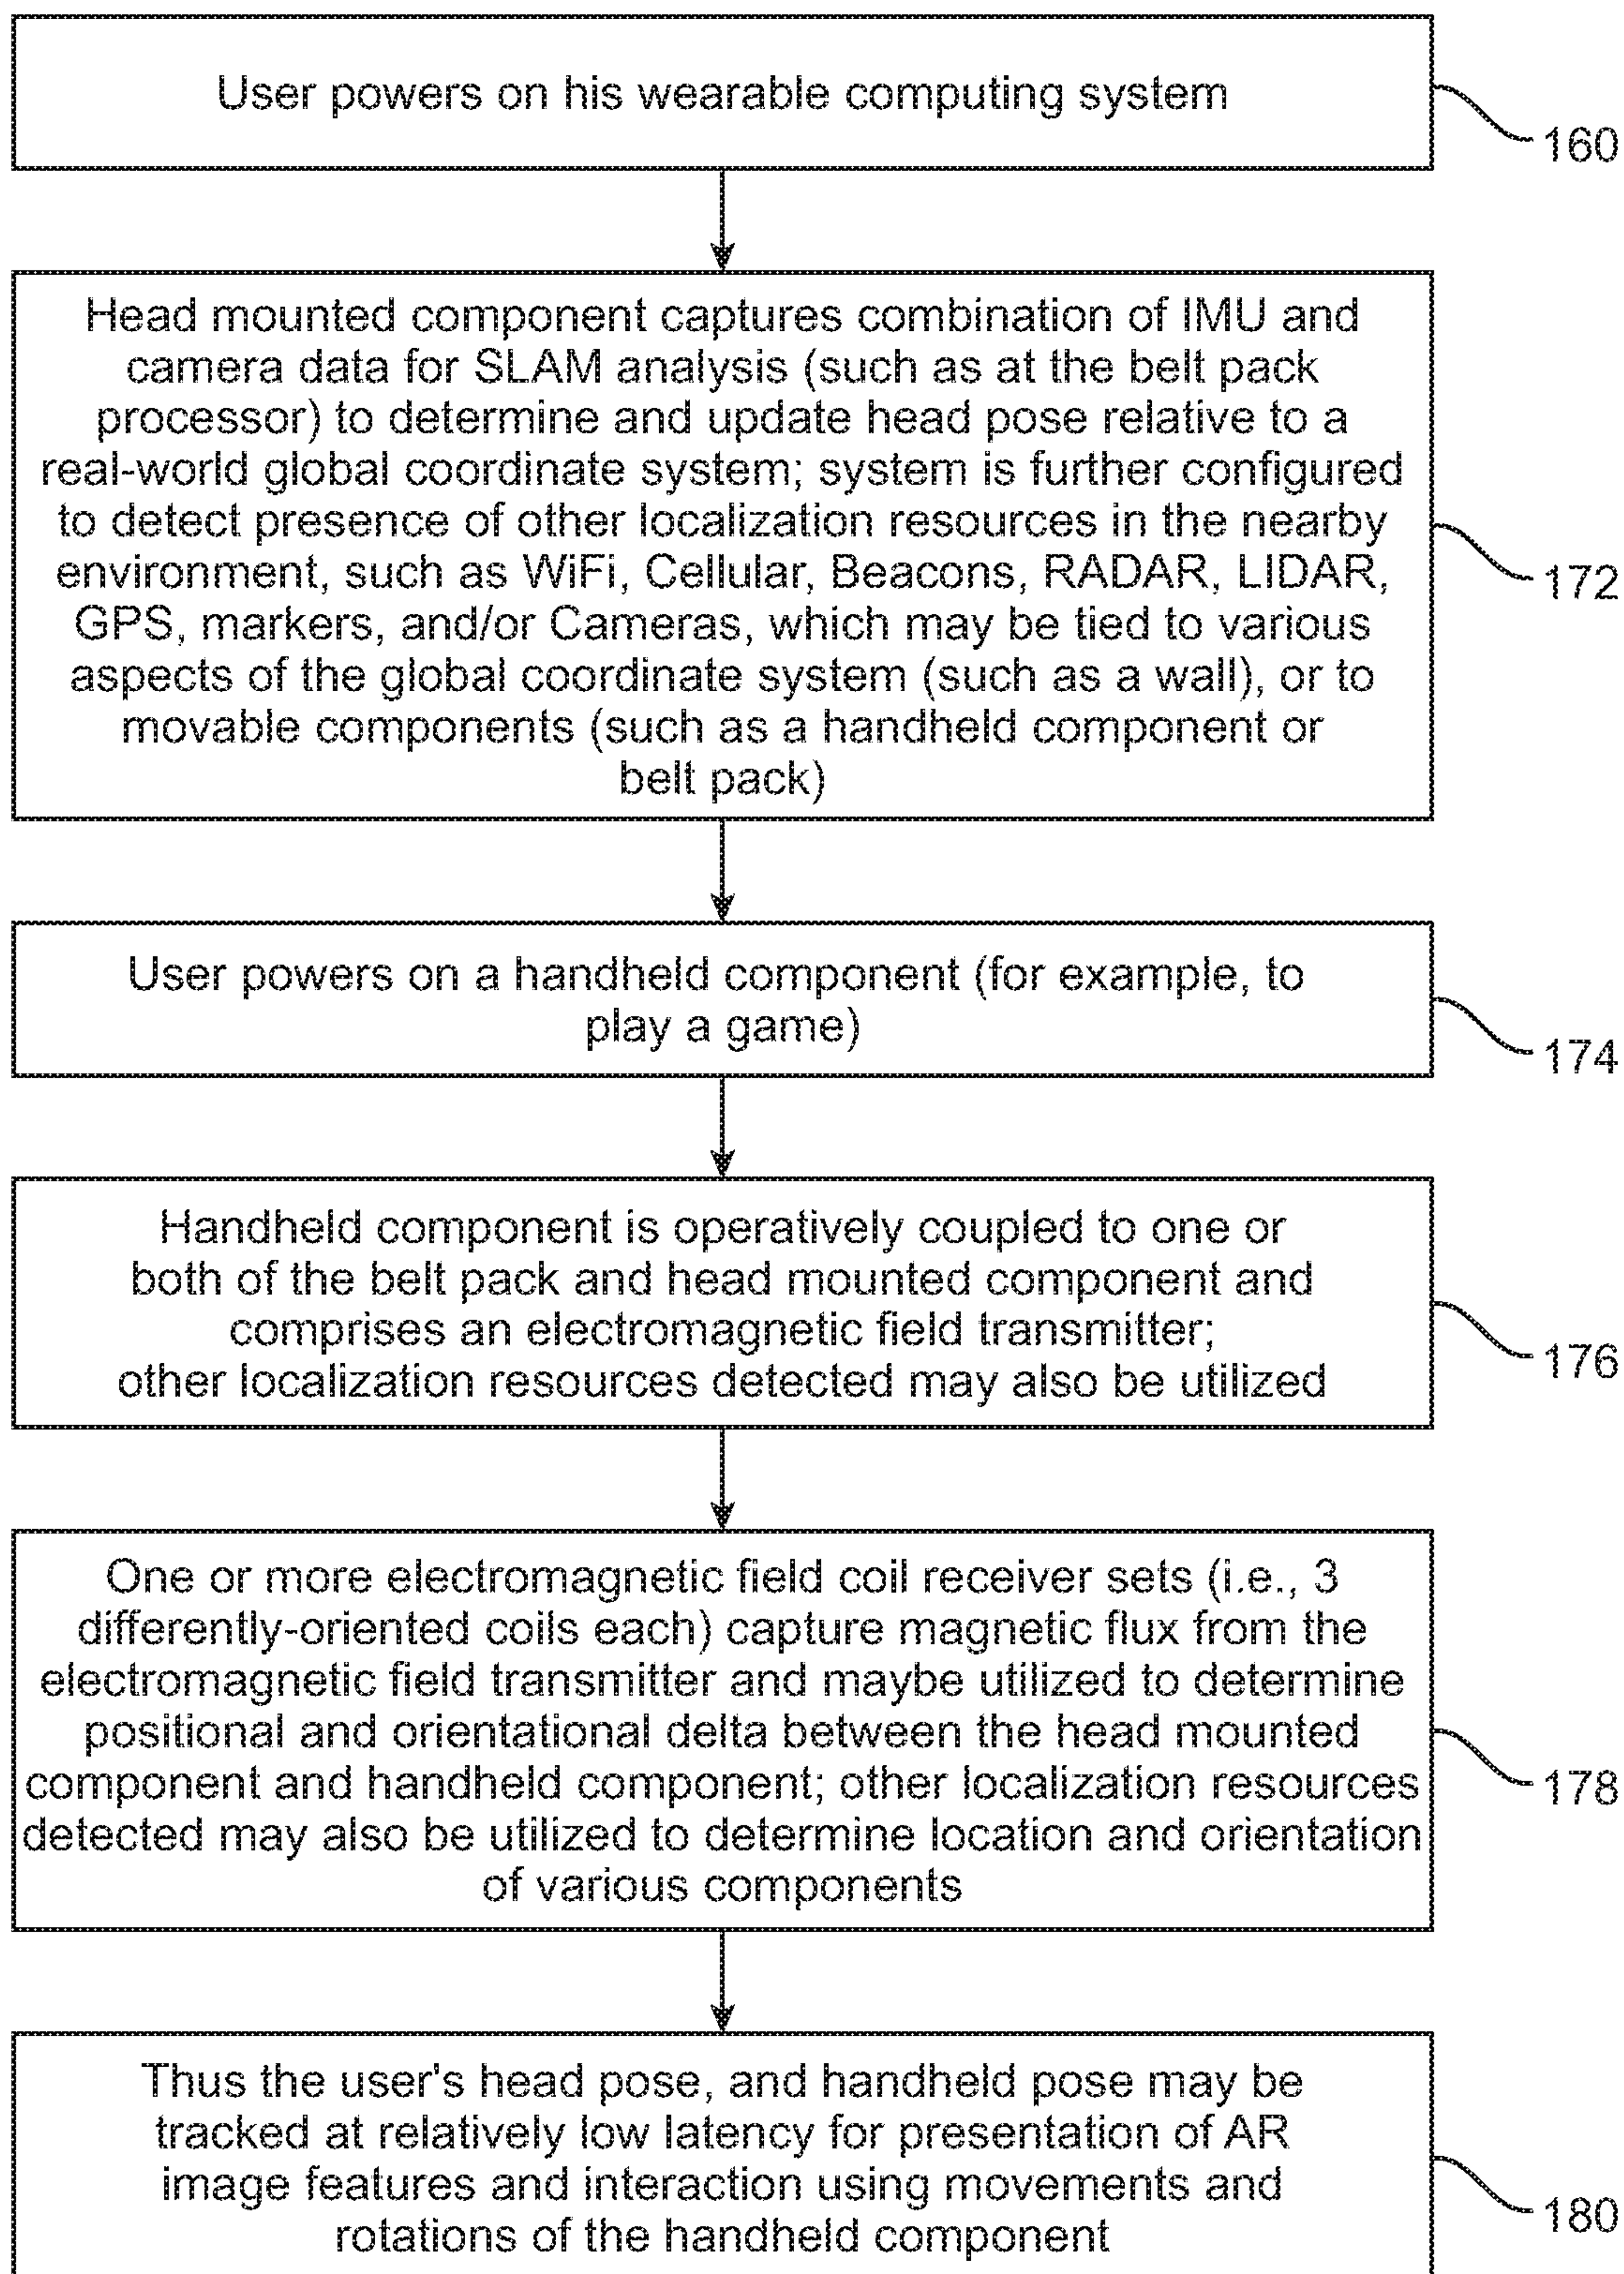 User powers on his wearable computing system
160
Head mounted component captures combination of IMU and
camera data for SLAM analysis (such as at the belt pack
processor) to determine and update head pose relative to a
real-world global coordinate system; system is further configured
to detect presence of other localization resources in the nearby
environment, such as WiFi, Cellular, Beacons, RADAR, LIDAR,
GPS, markers, and/or Cameras, which may be tied to various
aspects of the global coordinate system (such as a wall), or to
movable components (such as a handheld component or
belt pack)
172
User powers on a handheld component (for example, to
play a game)
174
Handheld component is operatively coupled to one or
both of the belt pack and head mounted component and
comprises an electromagnetic field transmitter;
other localization resources detected may also be utilized
176
One or more electromagnetic field coil receiver sets (i.e., 3
differently-oriented coils each) capture magnetic flux from the
electromagnetic field transmitter and maybe utilized to determine
positional and orientational delta between the head mounted
component and handheld component; other localization resources
detected may also be utilized to determine location and orientation
of various components
178
Thus the user's head pose, and handheld pose may be
tracked at relatively low latency for presentation of AR
image features and interaction using movements and
rotations of the handheld component
180